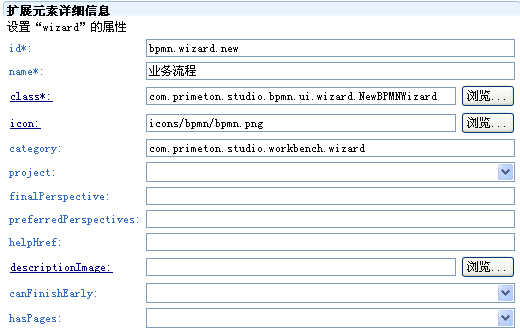 扩展元素详细信息
设置“wizard”的属性
id*: bpmn.wizard.new
name*: 业务流程
class*: com.primeton.studio.bpmn.ui.wizard.NewBPMNWizard 浏览...
icon: icons/bpmn/bpmn.png 浏览...
category: com.primeton.studio.workbench.wizard
project:
finalPerspective:
preferredPerspectives:
helpHref:
descriptionImage: 浏览...
canFinishEarly:
hasPages: